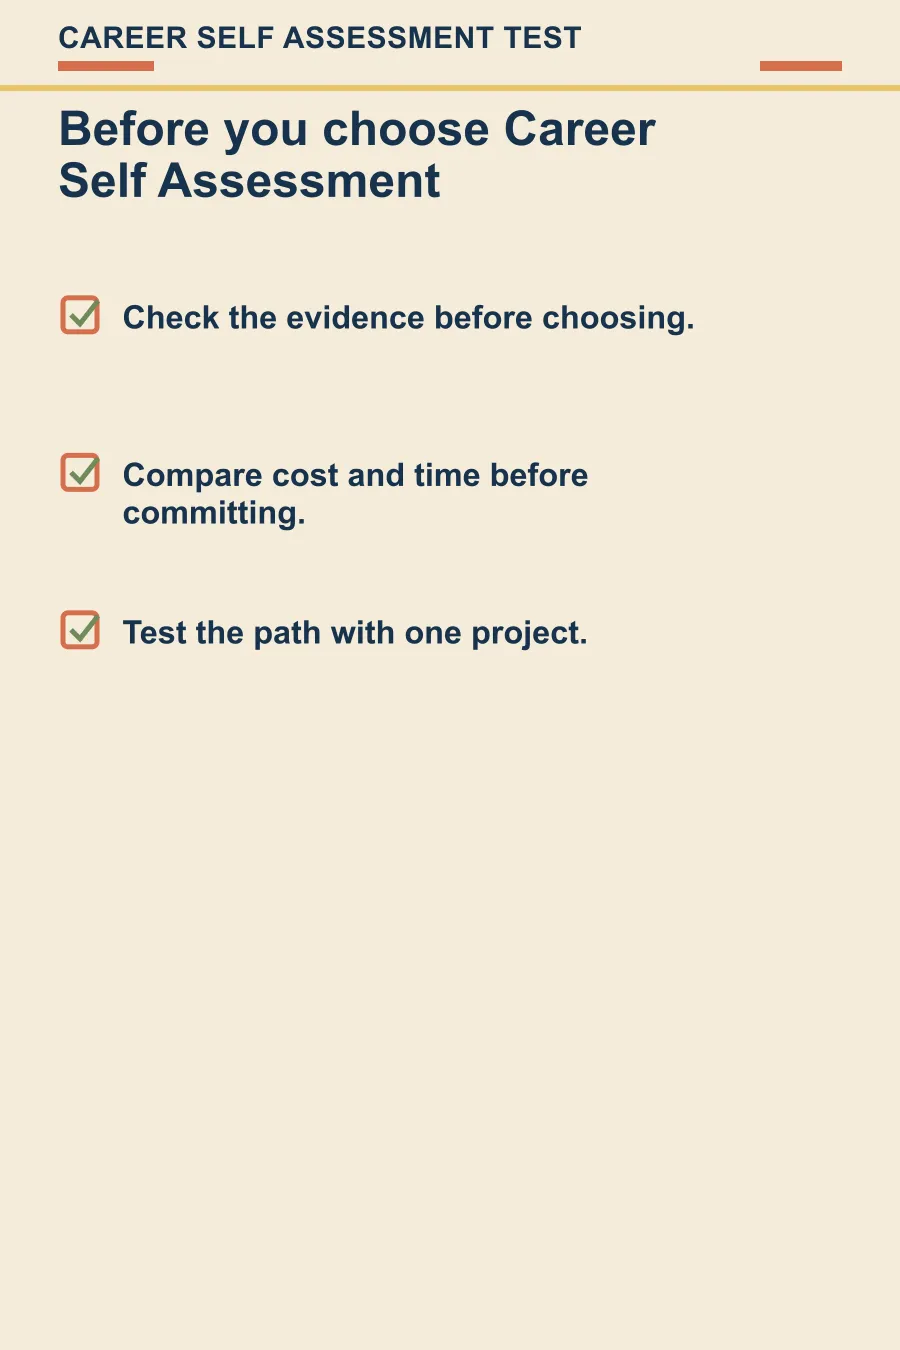 CAREER SELF ASSESSMENT TEST
Before you choose Career
Self Assessment
Check the evidence before choosing.
Compare cost and time before
committing.
Test the path with one project.